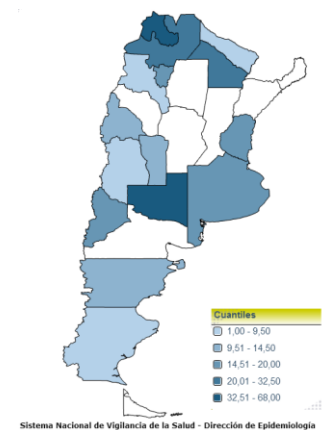 Cuantiles
1,00 - 9,50
9,51 - 14,50
14,51 - 20,00
20,01 - 32,50
32,51 - 68,00
Sistema Nacional de Vigilancia de la Salud - Dirección de Epidemiología